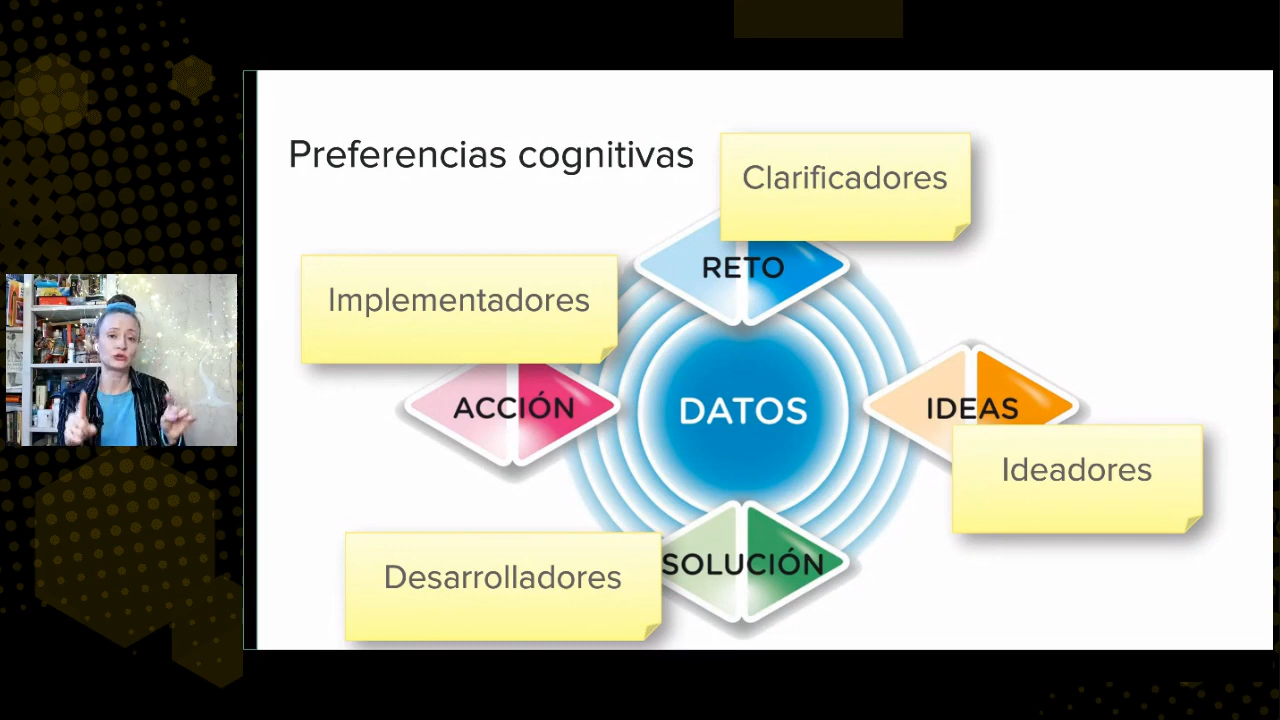 Preferencias cognitivas
Clarificadores
RETO
Implementadores
ACCIÓN
DATOS
IDEAS
Ideadores
SOLUCIÓN
Desarrolladores